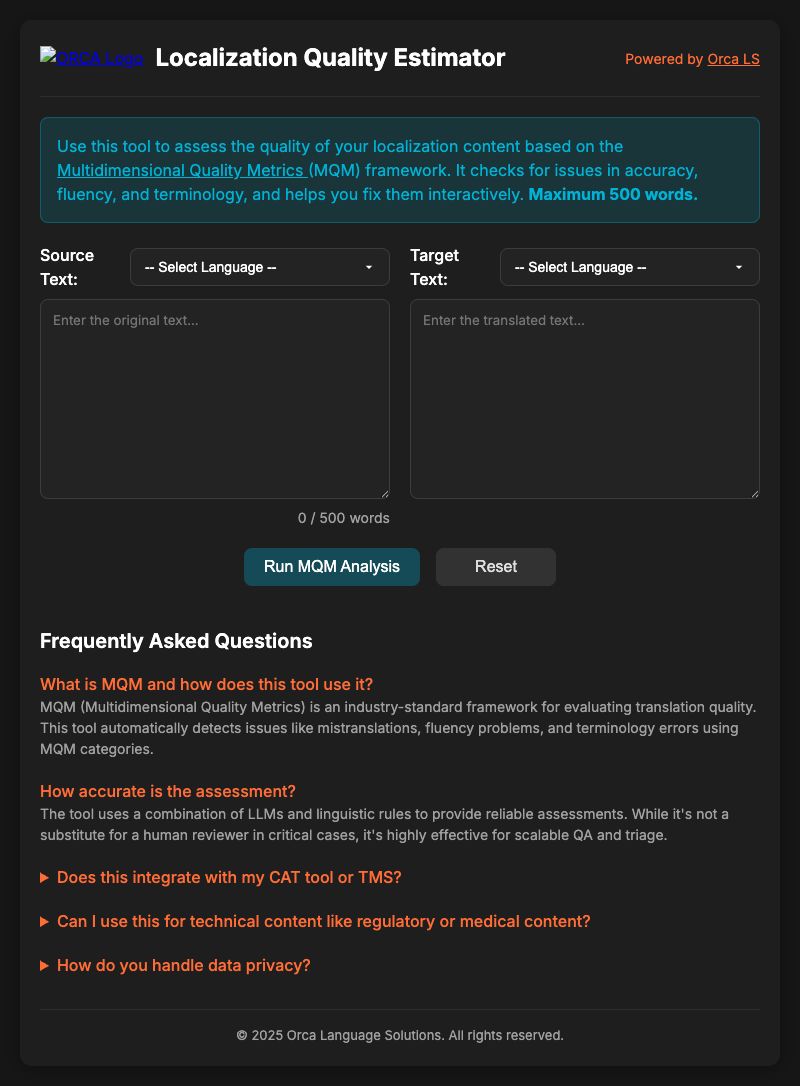 ORCA Logo
Localization Quality Estimator
Powered by Orca LS
Use this tool to assess the quality of your localization content based on the
Multidimensional Quality Metrics (MQM) framework. It checks for issues in accuracy,
fluency, and terminology, and helps you fix them interactively. Maximum 500 words.
Source
Text:
-- Select Language --
Target
Text:
-- Select Language --
Enter the original text...
Enter the translated text...
0 / 500 words
Run MQM Analysis
Reset
Frequently Asked Questions
What is MQM and how does this tool use it?
MQM (Multidimensional Quality Metrics) is an industry-standard framework for evaluating translation quality.
This tool automatically detects issues like mistranslations, fluency problems, and terminology errors using
MQM categories.
How accurate is the assessment?
The tool uses a combination of LLMs and linguistic rules to provide reliable assessments. While it's not a
substitute for a human reviewer in critical cases, it's highly effective for scalable QA and triage.
Does this integrate with my CAT tool or TMS?
Can I use this for technical content like regulatory or medical content?
How do you handle data privacy?
© 2025 Orca Language Solutions. All rights reserved.